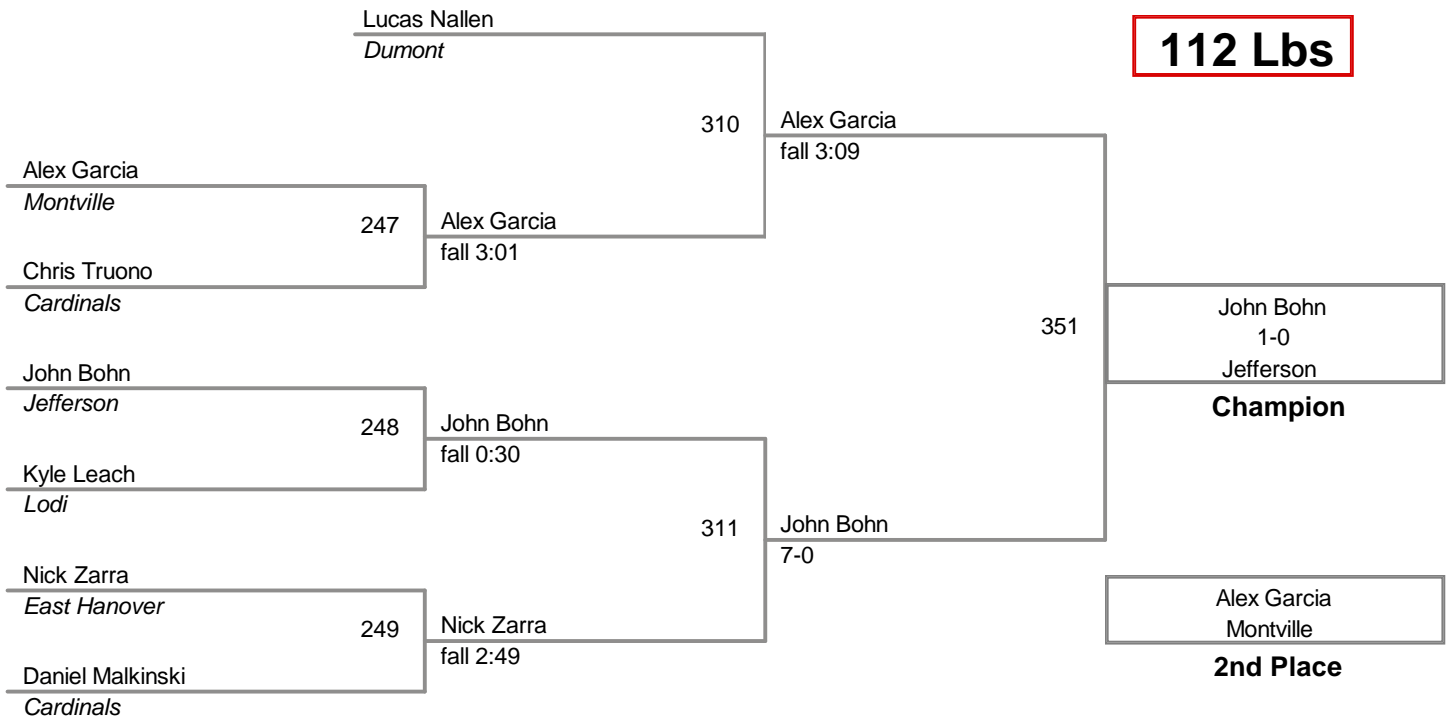 Lucas Nallen
Dumont
112 Lbs
310
Alex Garcia
fall 3:09
Alex Garcia
Montville
247
Alex Garcia
fall 3:01
Chris Truono
Cardinals
John Bohn
1-0
Jefferson
Champion
351
John Bohn
Jefferson
248
John Bohn
fall 0:30
Kyle Leach
Lodi
311
John Bohn
7-0
Nick Zarra
East Hanover
249
Nick Zarra
fall 2:49
Daniel Malkinski
Cardinals
Alex Garcia
Montville
2nd Place